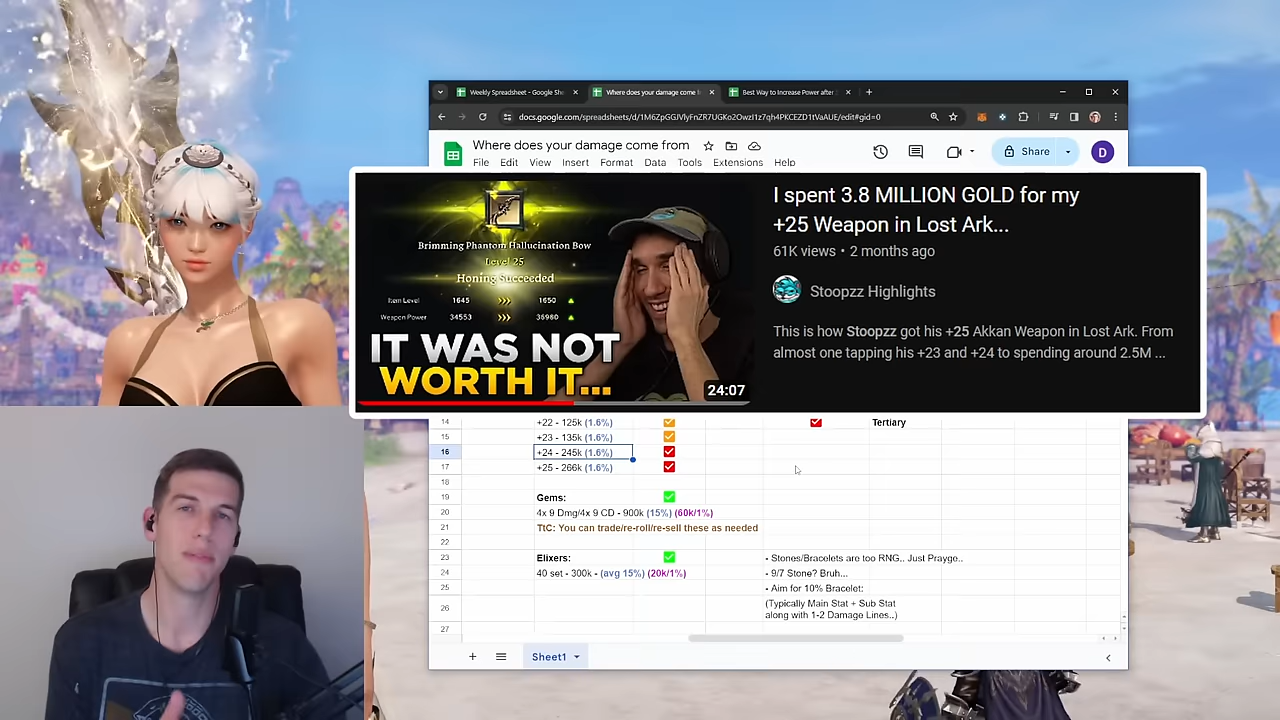 Weekly Spreadsheet - Google She
Where does your damage come f
Best Way to Increase Power after
docs.google.com/spreadsheets/d/1M6ZpGGJVlyFnZR7UGKo2OwzI1z7qh4PKCEZD1tVaAUE/edit#gid=0
Where does your damage come from
File Edit View Insert Format Data Tools Extensions Help
Share
D
Brimming Phantom Hallucination Bow
Level 25
Honing Succeeded
Item Level 1645 >>> 1650
Weapon Power 34553 >>> 36960
IT WAS NOT
WORTH IT...
24:07
I spent 3.8 MILLION GOLD for my
+25 Weapon in Lost Ark...
61K views • 2 months ago
Stoopzz Highlights
This is how Stoopzz got his +25 Akkan Weapon in Lost Ark. From
almost one tapping his +23 and +24 to spending around 2.5M ...
14 +22 - 125k (1.6%) Tertiary
15 +23 - 135k (1.6%)
16 +24 - 245k (1.6%)
17 +25 - 266k (1.6%)
18
19 Gems:
20 4x 9 Dmg/4x 9 CD - 900k (15%) (60k/1%)
21 TtC: You can trade/re-roll/re-sell these as needed
22
23 Elixers: - Stones/Bracelets are too RNG.. Just Prayge..
24 40 set - 300k - (avg 15%) (20k/1%) - 9/7 Stone? Bruh...
25 - Aim for 10% Bracelet:
26 (Typically Main Stat + Sub Stat
along with 1-2 Damage Lines..)
27
Sheet1